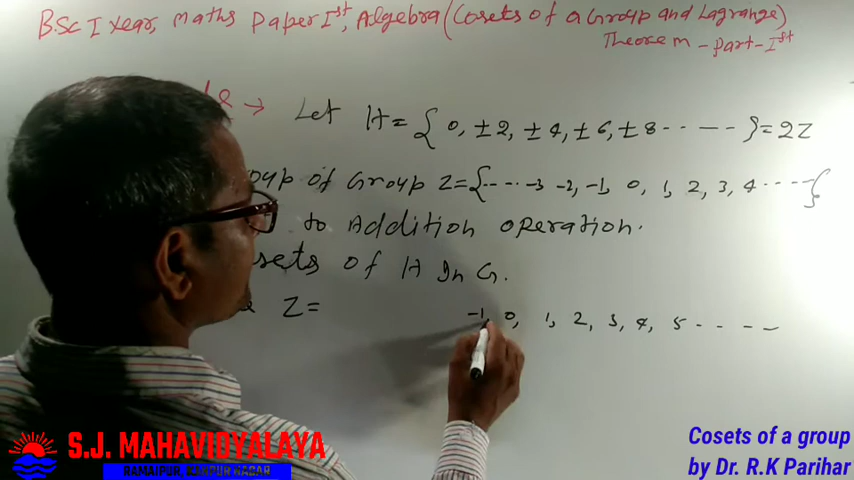 B.Sc I Year, Maths Paper Ist, Algebra (Cosets of a Group and Lagrange)
Theorem - Part - Ist
→ Let H = { 0, ±2, ±4, ±6, ±8 - - - - - } = 2Z
of Group Z = {- - - - - -3 -2, -1, 0, 1, 2, 3, 4 - - - - - }
to Addition operation.
sets of H In G.
Z = -1, 0, 1, 2, 3, 4, 5 - - - -
S.J. MAHAVIDYALAYA
RAMAIPUR, KANPUR NAGAR
Cosets of a group
by Dr. R.K Parihar